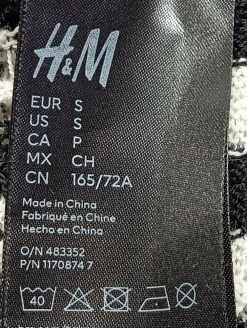 H&M
EUR S
US S
CA P
MX CH
CN 165/72A
Made in China
Fabriqué en Chine
Hecho en China
O/N 483352
P/N 1170874 7
40